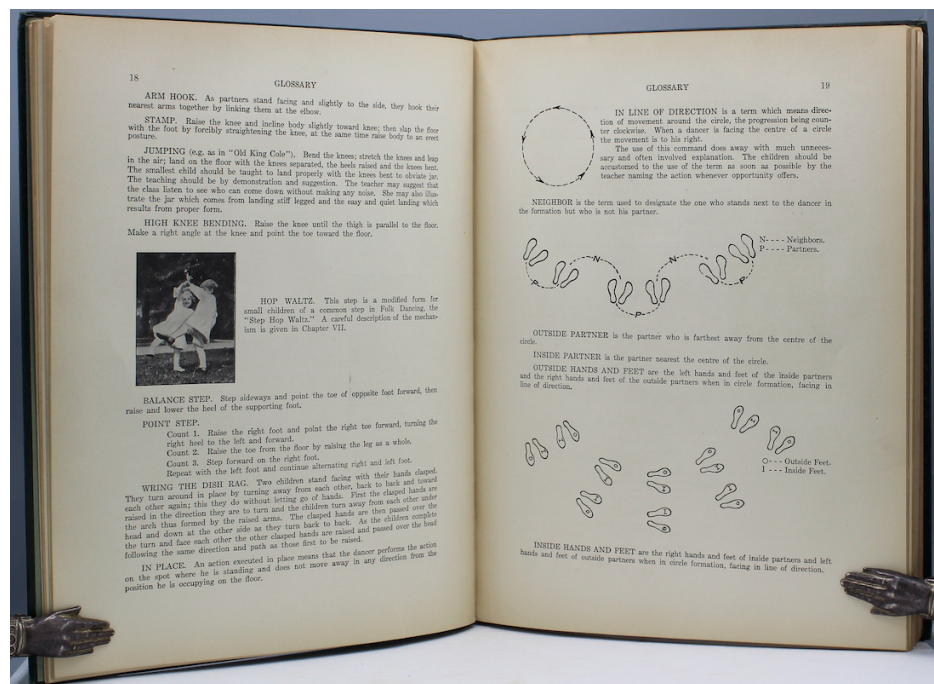 18
GLOSSARY
ARM HOOK. As partners stand facing and slightly to the side, they hook their
nearest arms together by linking them at the elbow.
STAMP. Raise the knee and incline body slightly toward knee; then slap the floor
with the foot by forcibly straightening the knee, at the same time raise body to an erect
posture.
JUMPING (e.g. as in "Old King Cole"). Bend the knees; stretch the knees and leap
in the air; land on the floor with the knees separated, the heels raised and the knees bent.
The smallest child should be taught to land properly with the knees bent to obviate jar.
The teaching should be by demonstration and suggestion. The teacher may suggest that
the class listen to see who can come down without making any noise. She may also illus-
trate the jar which comes from landing stiff legged and the easy and quiet landing which
results from proper form.
HIGH KNEE BENDING. Raise the knee until the thigh is parallel to the floor.
Make a right angle at the knee and point the toe toward the floor.
HOP WALTZ. This step is a modified form for
small children of a common step in Folk Dancing, the
"Step Hop Waltz." A careful description of the mechan-
ism is given in Chapter VII.
BALANCE STEP. Step sideways and point the toe of opposite foot forward, then
raise and lower the heel of the supporting foot.
POINT STEP.
Count 1. Raise the right foot and point the right toe forward, turning the
right heel to the left and forward.
Count 2. Raise the toe from the floor by raising the leg as a whole.
Count 3. Step forward on the right foot.
Repeat with the left foot and continue alternating right and left foot.
WRING THE DISH RAG. Two children stand facing with their hands clasped.
They turn around in place by turning away from each other, back to back and toward
each other again; this they do without letting go of hands. First the clasped hands are
raised in the direction they are to turn and the children turn away from each other under
the arch thus formed by the raised arms. The clasped hands are then passed over the
head and down at the other side as they turn back to back. As the children complete
the turn and face each other the other clasped hands are raised and passed over the head
following the same direction and path as those first to be raised.
IN PLACE. An action executed in place means that the dancer performs the action
on the spot where he is standing and does not move away in any direction from the
position he is occupying on the floor.
GLOSSARY
19
IN LINE OF DIRECTION is a term which means direc-
tion of movement around the circle, the progression being coun-
ter clockwise. When a dancer is facing the centre of a circle
the movement is to his right.
The use of this command does away with much unneces-
sary and often involved explanation. The children should be
accustomed to the use of the term as soon as possible by the
teacher naming the action whenever opportunity offers.
NEIGHBOR is the term used to designate the one who stands next to the dancer in
the formation but who is not his partner.
N---- Neighbors.
P---- Partners.
N
N
P
P
P
OUTSIDE PARTNER is the partner who is farthest away from the centre of the
circle.
INSIDE PARTNER is the partner nearest the centre of the circle.
OUTSIDE HANDS AND FEET are the left hands and feet of the inside partners
and the right hands and feet of the outside partners when in circle formation, facing in
line of direction.
O--- Outside Feet.
I --- Inside Feet.
INSIDE HANDS AND FEET are the right hands and feet of inside partners and left
hands and feet of outside partners when in circle formation, facing in line of direction.